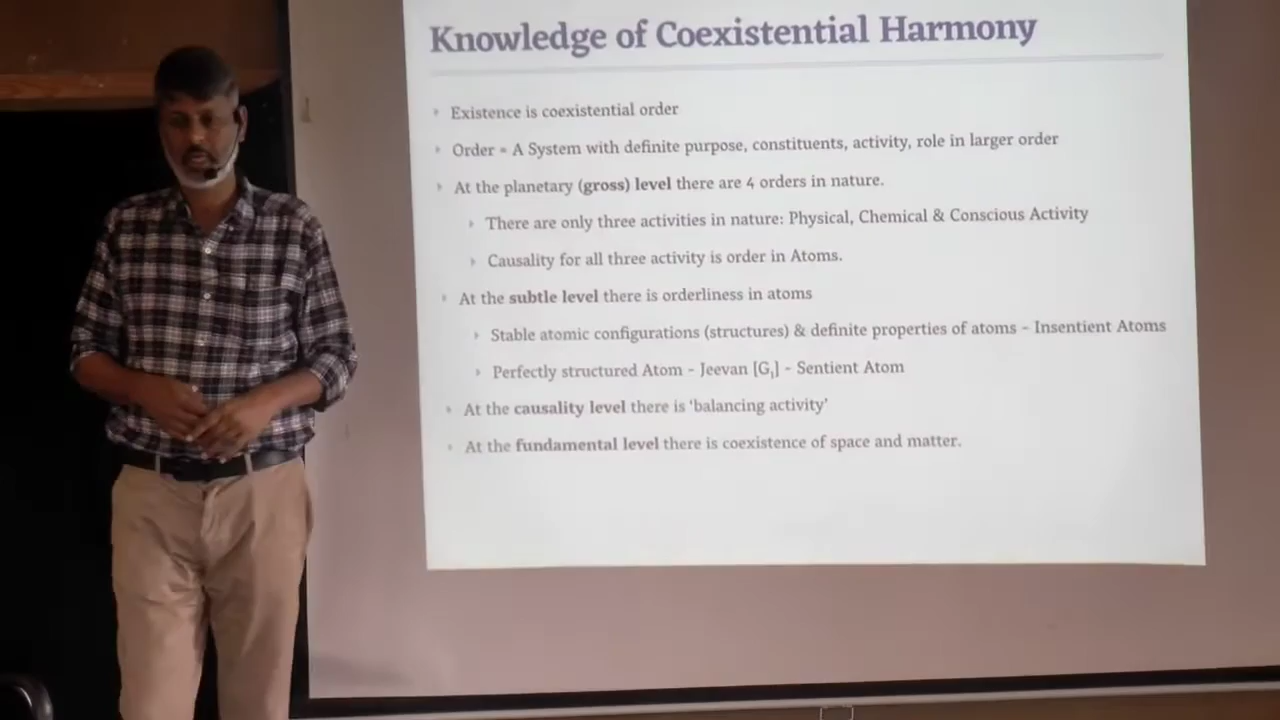 Knowledge of Coexistential Harmony
Existence is coexistential order
Order = A System with definite purpose, constituents, activity, role in larger order
At the planetary (gross) level there are 4 orders in nature.
There are only three activities in nature: Physical, Chemical & Conscious Activity
Causality for all three activity is order in Atoms.
At the subtle level there is orderliness in atoms
Stable atomic configurations (structures) & definite properties of atoms – Insentient Atoms
Perfectly structured Atom – Jeevan [G₁] – Sentient Atom
At the causality level there is ‘balancing activity’
At the fundamental level there is coexistence of space and matter.